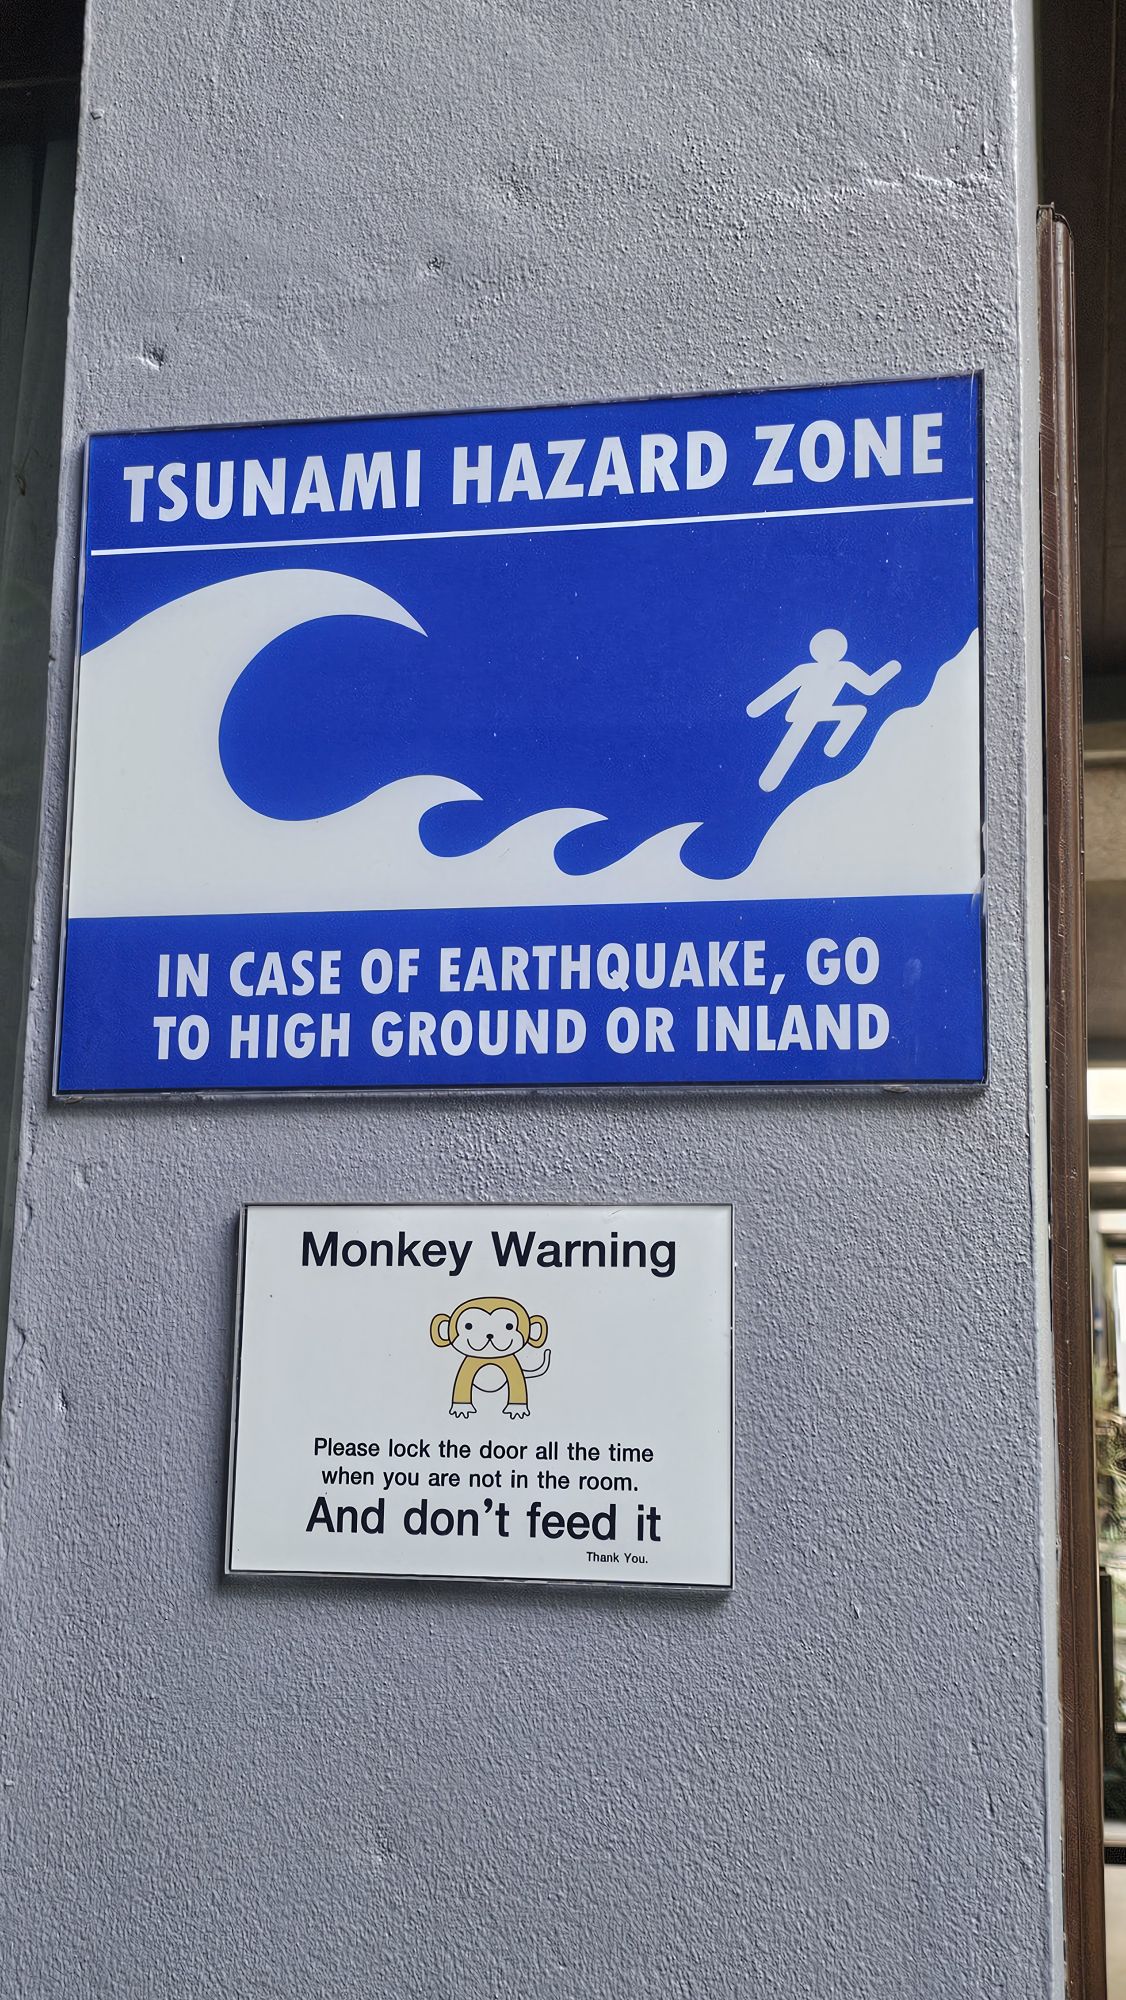 TSUNAMI HAZARD ZONE
IN CASE OF EARTHQUAKE, GO
TO HIGH GROUND OR INLAND
Monkey Warning
Please lock the door all the time
when you are not in the room.
And don't feed it
Thank You.